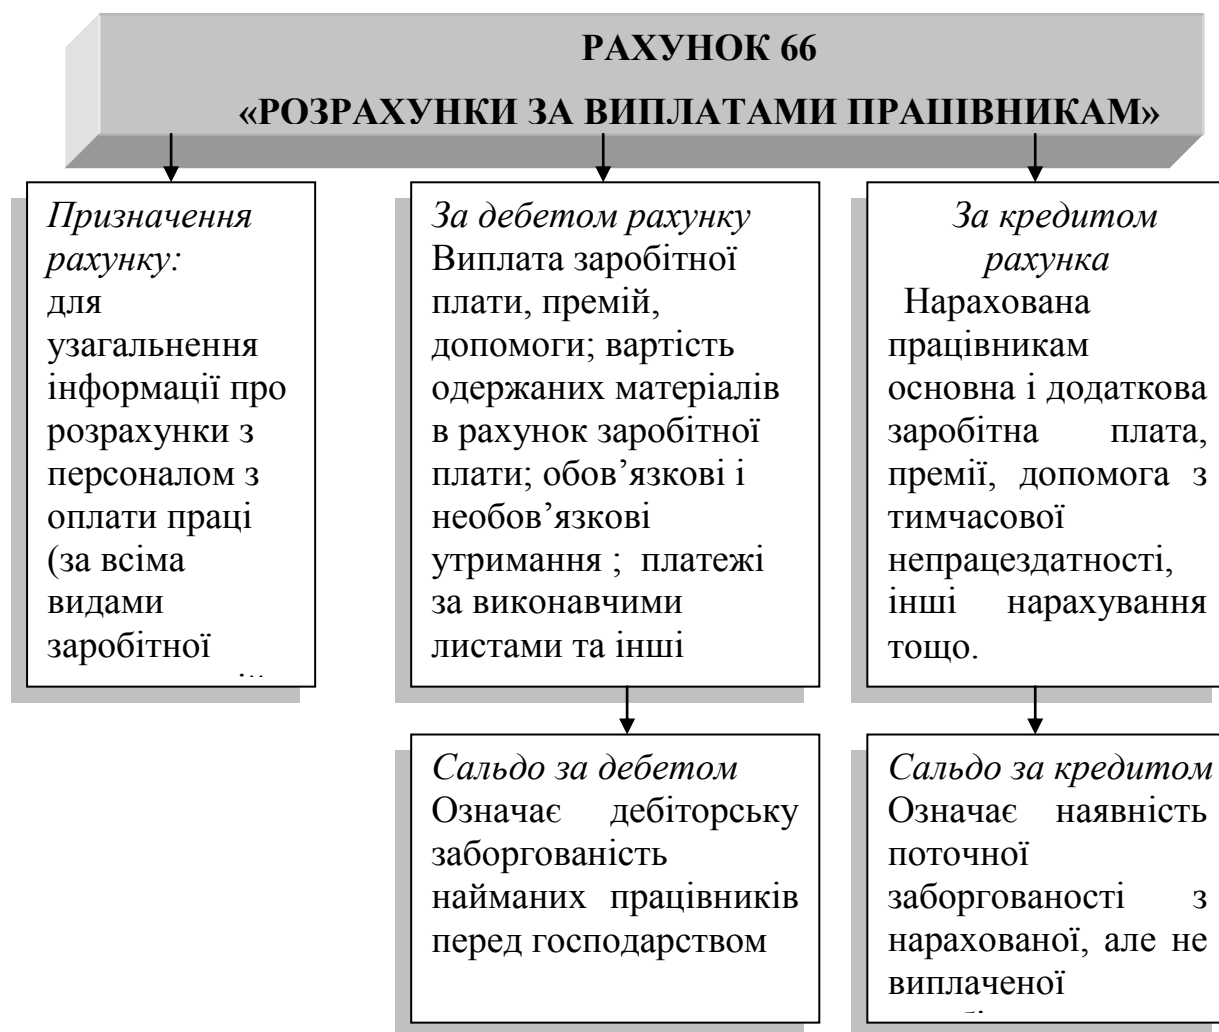 РАХУНОК 66
«РОЗРАХУНКИ ЗА ВИПЛАТАМИ ПРАШІВНИКАМ»
Призначення
рахунку:
для
узагальнення
інформації про
розрахунки з
персоналом з
оплати праці
(за всіма
видами
заробітної
За дебетом рахунку
Виплата заробітної
плати, премій,
допомоги; вартість
одержаних матеріалів
в рахунок заробітної
плати; обов’язкові і
необов’язкові
утримання ; платежі
за виконавчими
листами та інші
За кредитом
рахунка
Нарахована
працівникам
основна і додаткова
заробітна плата,
премії, допомога з
тимчасової
непрацездатності,
інші нарахування
тощо.
Сальдо за дебетом
Означає дебіторську
заборгованість
найманих працівників
перед господарством
Сальдо за кредитом
Означає наявність
поточної
заборгованості з
нарахованої, але не
виплаченої